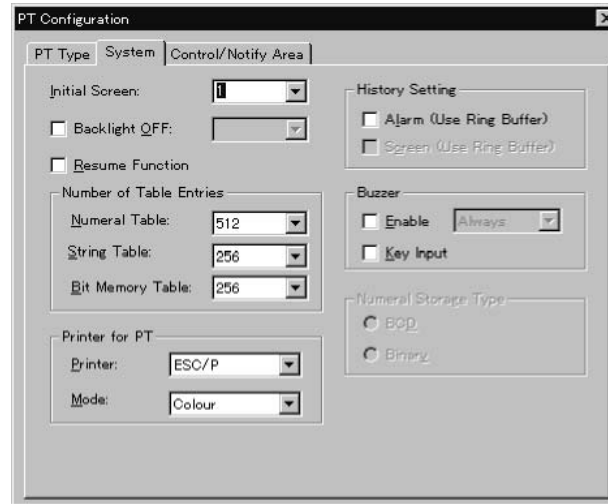 PT Configuration
PT Type System Control/Notify Area
Initial Screen: 1
Backlight OFF:
Resume Function
Number of Table Entries
Numeral Table: 512
String Table: 256
Bit Memory Table: 256
Printer for PT
Printer: ESC/P
Mode: Colour
History Setting
Alarm (Use Ring Buffer)
Screen (Use Ring Buffer)
Buzzer
Enable Always
Key Input
Numeral Storage Type
BCD
Binary